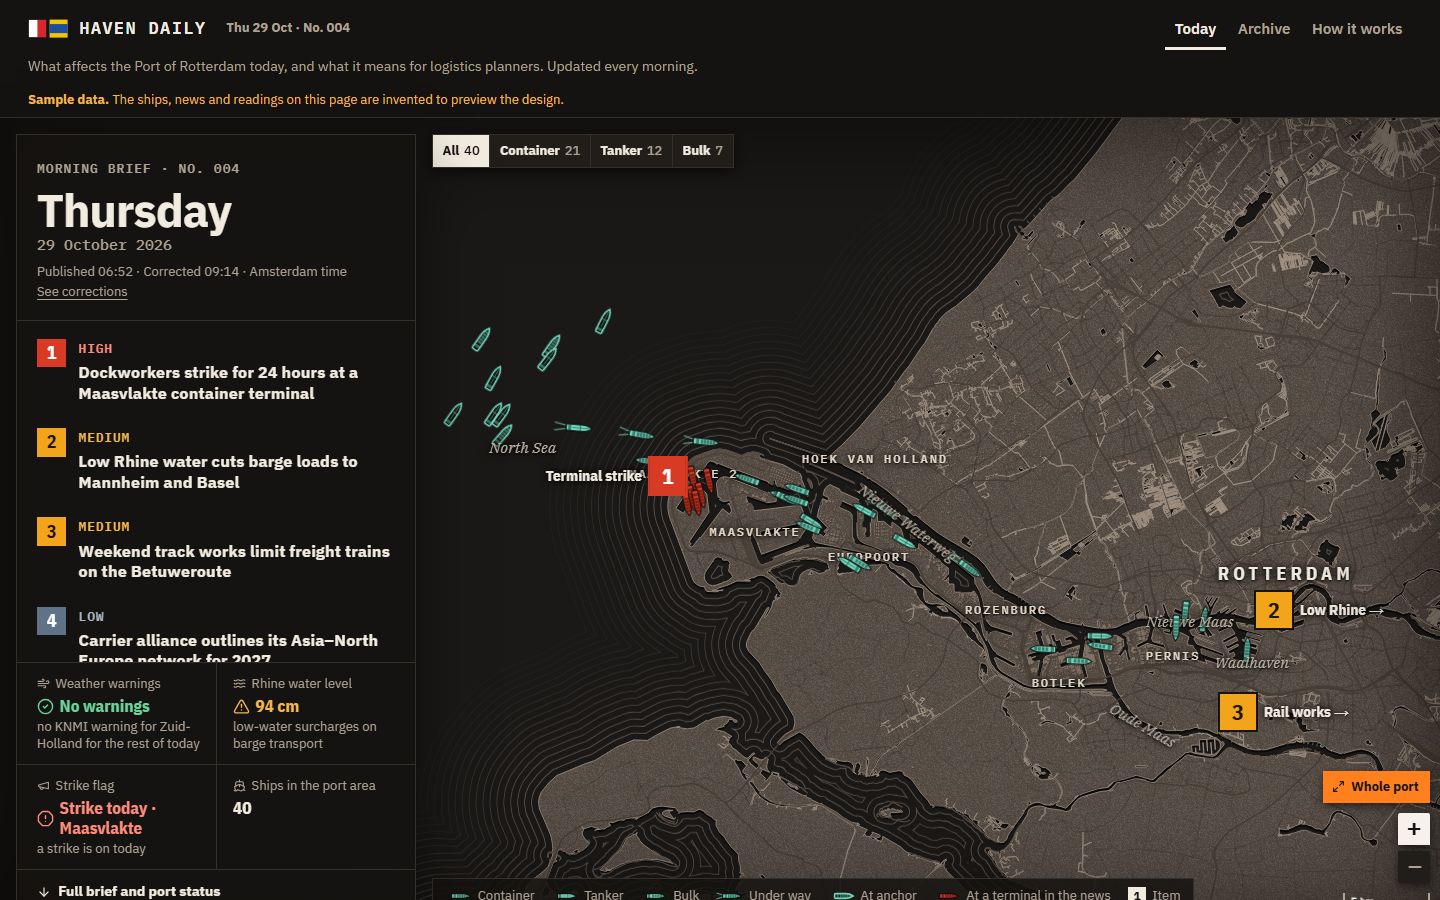 HAVEN DAILY
Thu 29 Oct · No. 004
Today
Archive
How it works
What affects the Port of Rotterdam today, and what it means for logistics planners. Updated every morning.
Sample data. The ships, news and readings on this page are invented to preview the design.
MORNING BRIEF · NO. 004
Thursday
29 October 2026
Published 06:52 · Corrected 09:14 · Amsterdam time
See corrections
1
HIGH
Dockworkers strike for 24 hours at a
Maasvlakte container terminal
2
MEDIUM
Low Rhine water cuts barge loads to
Mannheim and Basel
3
MEDIUM
Weekend track works limit freight trains
on the Betuweroute
4
LOW
Carrier alliance outlines its Asia–North
Europe network for 2027
Weather warnings
No warnings
no KNMI warning for Zuid-
Holland for the rest of today
Rhine water level
94 cm
low-water surcharges on
barge transport
Strike flag
Strike today ·
Maasvlakte
a strike is on today
Ships in the port area
40
Full brief and port status
All 40
Container 21
Tanker 12
Bulk 7
North Sea
HOEK VAN HOLLAND
Terminal strike
1
E 2
Nieuwe Waterweg
MAASVLAKTE
EUROPOORT
ROTTERDAM
ROZENBURG
2
Low Rhine →
Nieuwe Maas
PERNIS
Waalhaven
BOTLEK
3
Rail works →
Oude Maas
Whole port
+
−
Container
Tanker
Bulk
Under way
At anchor
At a terminal in the news
1
Item